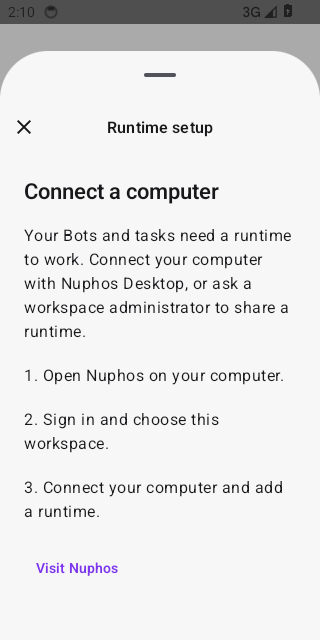 2:10
3G
Runtime setup
Connect a computer
Your Bots and tasks need a runtime
to work. Connect your computer
with Nuphos Desktop, or ask a
workspace administrator to share a
runtime.
1. Open Nuphos on your computer.
2. Sign in and choose this
workspace.
3. Connect your computer and add
a runtime.
Visit Nuphos